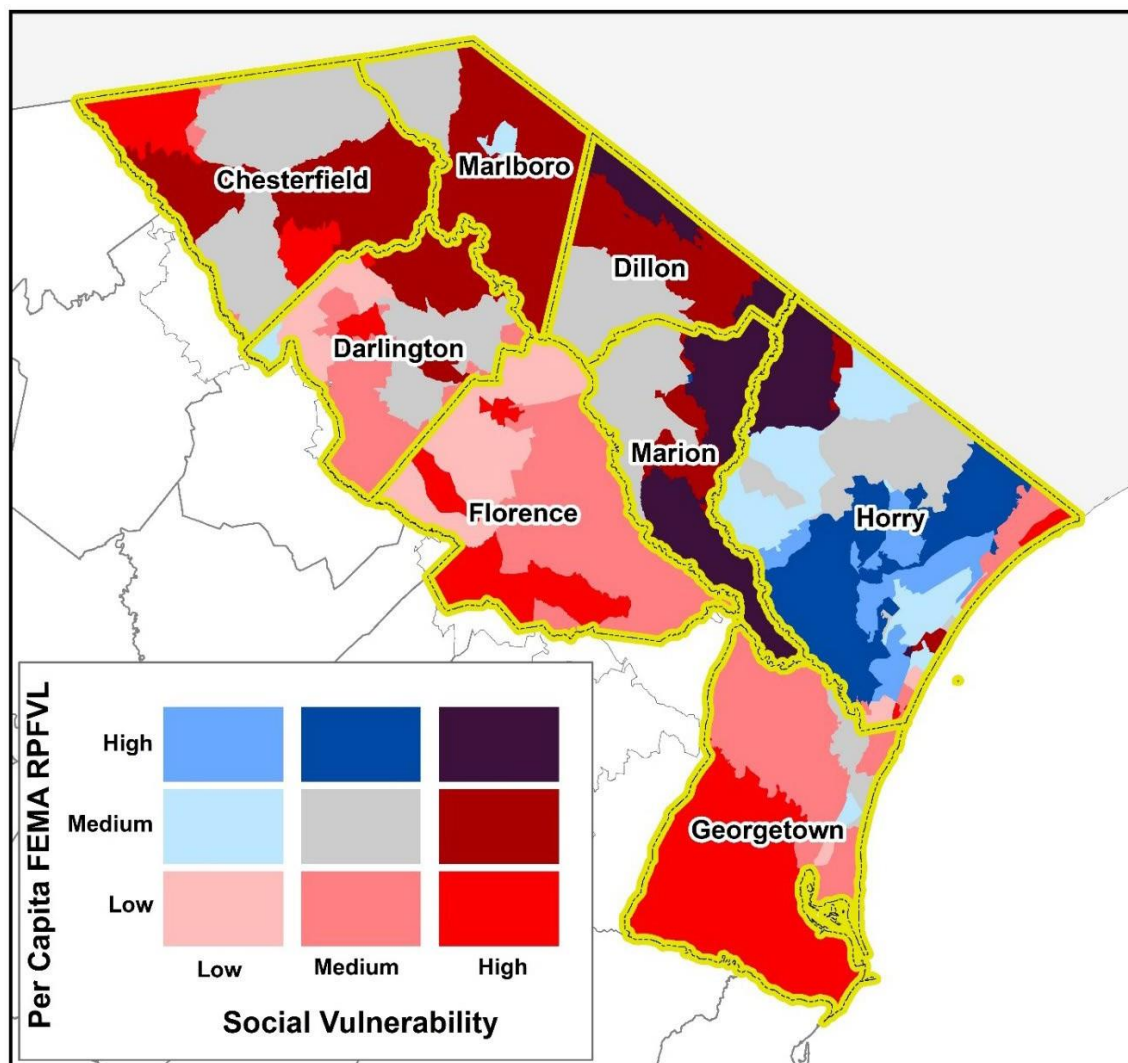 Chesterfield
Marlboro
Dillon
Darlington
Marion
Florence
Horry
Georgetown
Per Capita FEMA RPFVL
High
Medium
Low
Low Medium High
Social Vulnerability